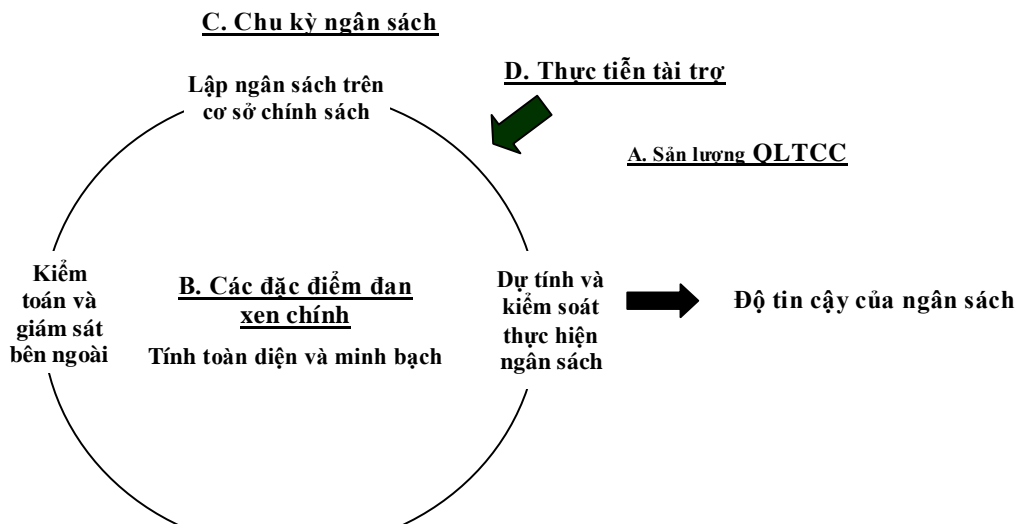 C. Chu kỳ ngân sách
D. Thực tiễn tài trợ
Lập ngân sách trên
cơ sở chính sách
A. Sản lượng QLTCC
Kiểm
toán và
giám sát
bên ngoài
B. Các đặc điểm đan
xen chính
Tính toàn diện và minh bạch
Dự tính và
kiểm soát
thực hiện
ngân sách
Độ tin cậy của ngân sách